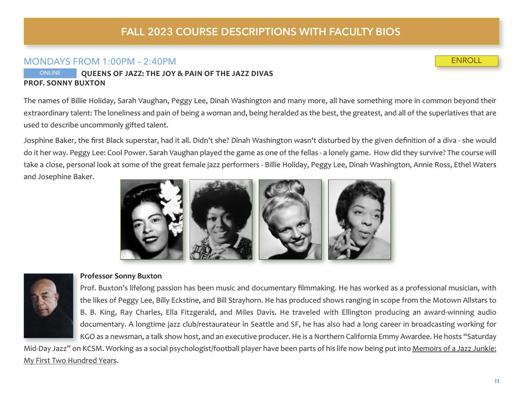 FALL 2023 COURSE DESCRIPTIONS WITH FACULTY BIOS
MONDAYS FROM 1:00PM – 2:40PM
ENROLL
ONLINE QUEENS OF JAZZ: THE JOY & PAIN OF THE JAZZ DIVAS
PROF. SONNY BUXTON
The names of Billie Holiday, Sarah Vaughan, Peggy Lee, Dinah Washington and many more, all have something more in common beyond their
extraordinary talent: The loneliness and pain of being a woman and, being heralded as the best, the greatest, and all of the superlatives that are
used to describe uncommonly gifted talent.
Josphine Baker, the first Black superstar, had it all. Didn't she? Dinah Washington wasn't disturbed by the given definition of a diva - she would
do it her way. Peggy Lee: Cool Power. Sarah Vaughan played the game as one of the fellas - a lonely game. How did they survive? The course will
take a close, personal look at some of the great female jazz performers - Billie Holiday, Peggy Lee, Dinah Washington, Annie Ross, Ethel Waters
and Josephine Baker.
Professor Sonny Buxton
Prof. Buxton's lifelong passion has been music and documentary filmmaking. He has worked as a professional musician, with
the likes of Peggy Lee, Billy Eckstine, and Bill Strayhorn. He has produced shows ranging in scope from the Motown Allstars to
B. B. King, Ray Charles, Ella Fitzgerald, and Miles Davis. He traveled with Ellington producing an award-winning audio
documentary. A longtime jazz club/restaurateur in Seattle and SF, he has also had a long career in broadcasting working for
KGO as a newsman, a talk show host, and an executive producer. He is a Northern California Emmy Awardee. He hosts "Saturday
Mid-Day Jazz" on KCSM. Working as a social psychologist/football player have been parts of his life now being put into Memoirs of a Jazz Junkie:
My First Two Hundred Years.
11